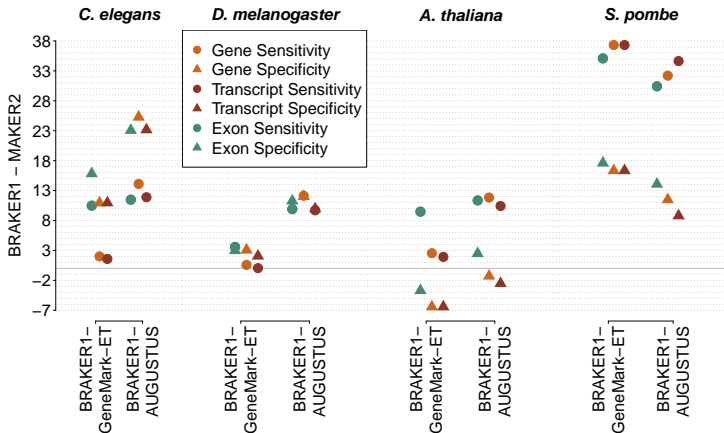 C. elegans
D. melanogaster
A. thaliana
S. pombe
BRAKER1 – MAKER2
38
33
28
23
18
13
8
3
−2
−7
Gene Sensitivity
Gene Specificity
Transcript Sensitivity
Transcript Specificity
Exon Sensitivity
Exon Specificity
BRAKER1−
GeneMark−ET
BRAKER1−
AUGUSTUS
BRAKER1−
GeneMark−ET
BRAKER1−
AUGUSTUS
BRAKER1−
GeneMark−ET
BRAKER1−
AUGUSTUS
BRAKER1−
GeneMark−ET
BRAKER1−
AUGUSTUS